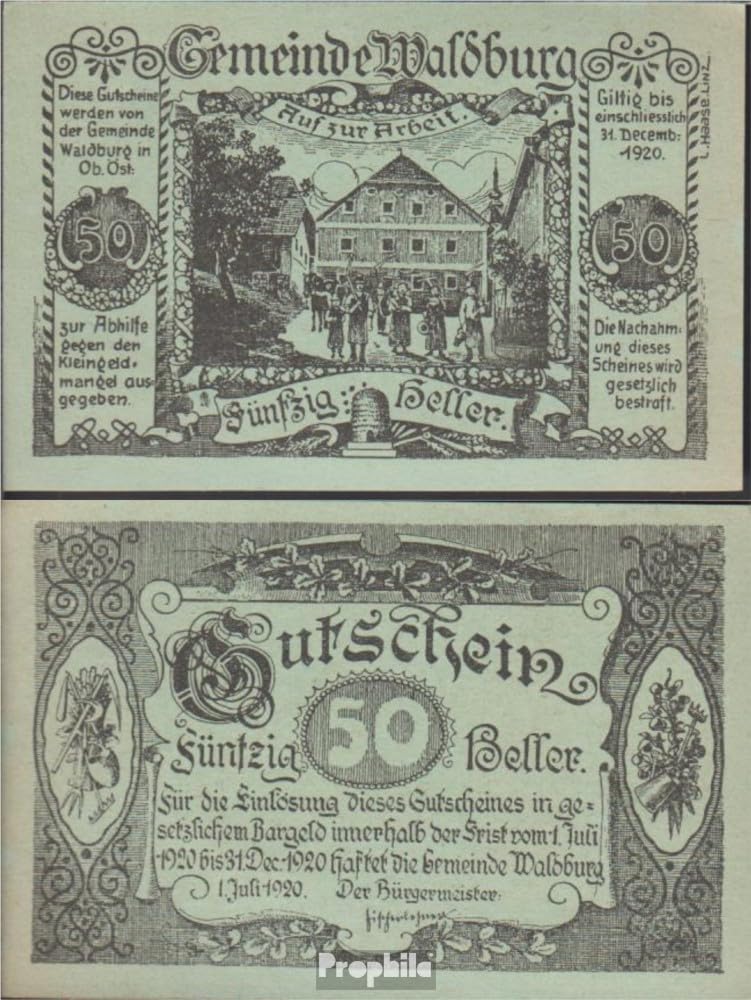 Gemeinde Waldburg
Diese Gutscheine
werden von
der Gemeinde
Waldburg in
Ob. Öst:
50
zur Abhilfe
gegen den
Kleingeld-
mangel aus-
gegeben.
Auf zur Arbeit.
Fünfzig Heller.
Giltig bis
einschliesslich
31. Decemb:
1920.
50
Die Nachahm-
ung dieses
Scheines wird
gesetzlich
bestraft.
L. Haase. Linz.
Gutschein
50
Fünfzig Heller.
Für die Einlösung dieses Gutscheines in ge=
setzlichem Bargeld innerhalb der Frist vom 1. Juli
1920 bis 31. Dec. 1920 haftet die Gemeinde Waldburg
1. Juli 1920. Der Bürgermeister:
Prophila